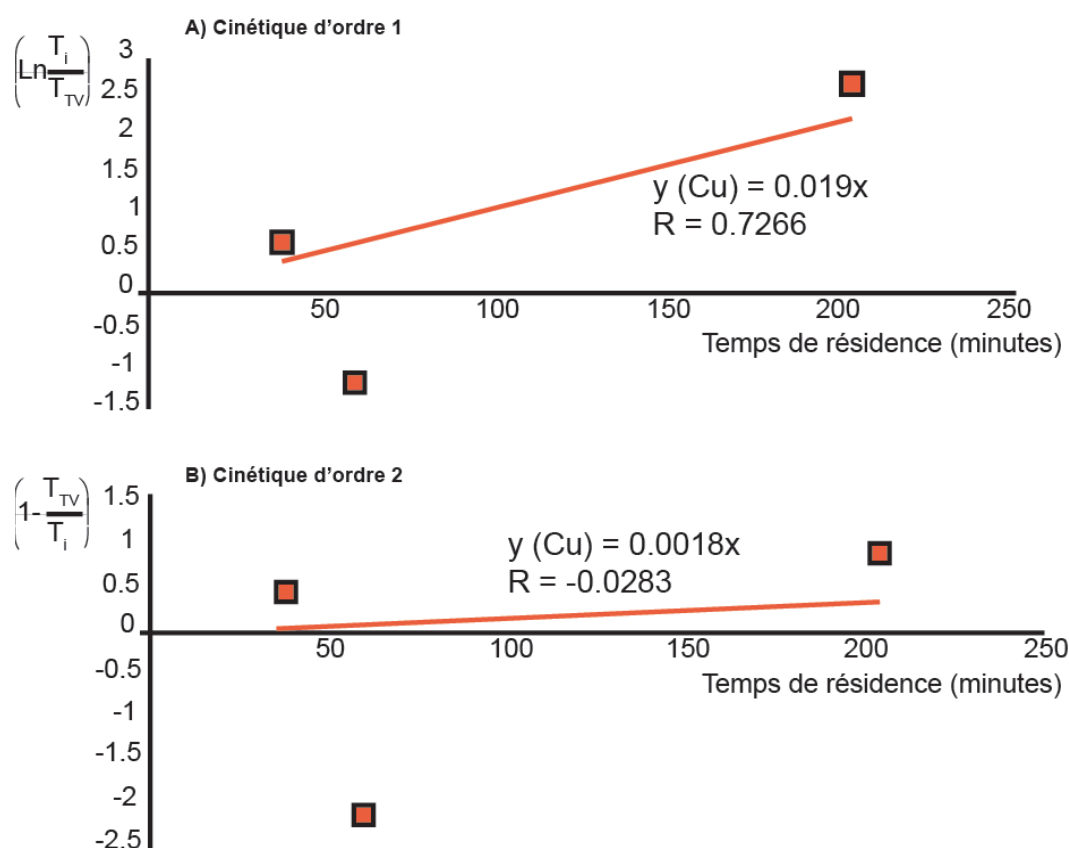 A) Cinétique d’ordre 1
(Ln Ti/TTV)
3
2.5
2
1.5
1
0.5
0
-0.5
-1
-1.5
y (Cu) = 0.019x
R = 0.7266
50 100 150 200 250
Temps de résidence (minutes)
B) Cinétique d’ordre 2
(1- TTV/Ti)
1.5
1
0.5
0
-0.5
-1
-1.5
-2
-2.5
y (Cu) = 0.0018x
R = -0.0283
50 100 150 200 250
Temps de résidence (minutes)